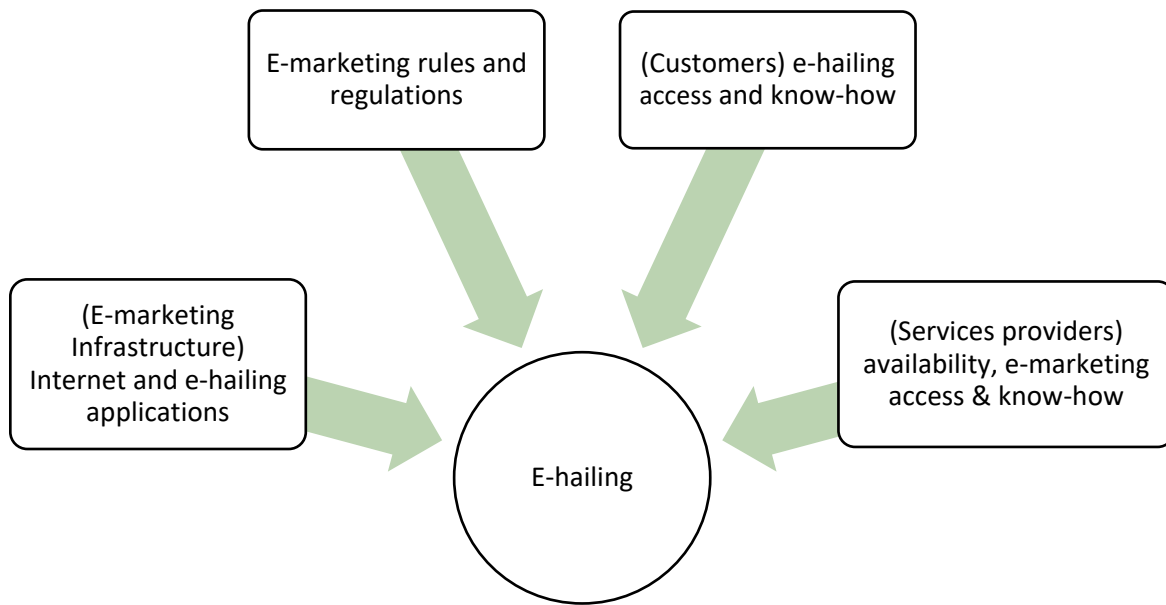 E-marketing rules and
regulations
(Customers) e-hailing
access and know-how
(E-marketing
Infrastructure)
Internet and e-hailing
applications
(Services providers)
availability, e-marketing
access & know-how
E-hailing